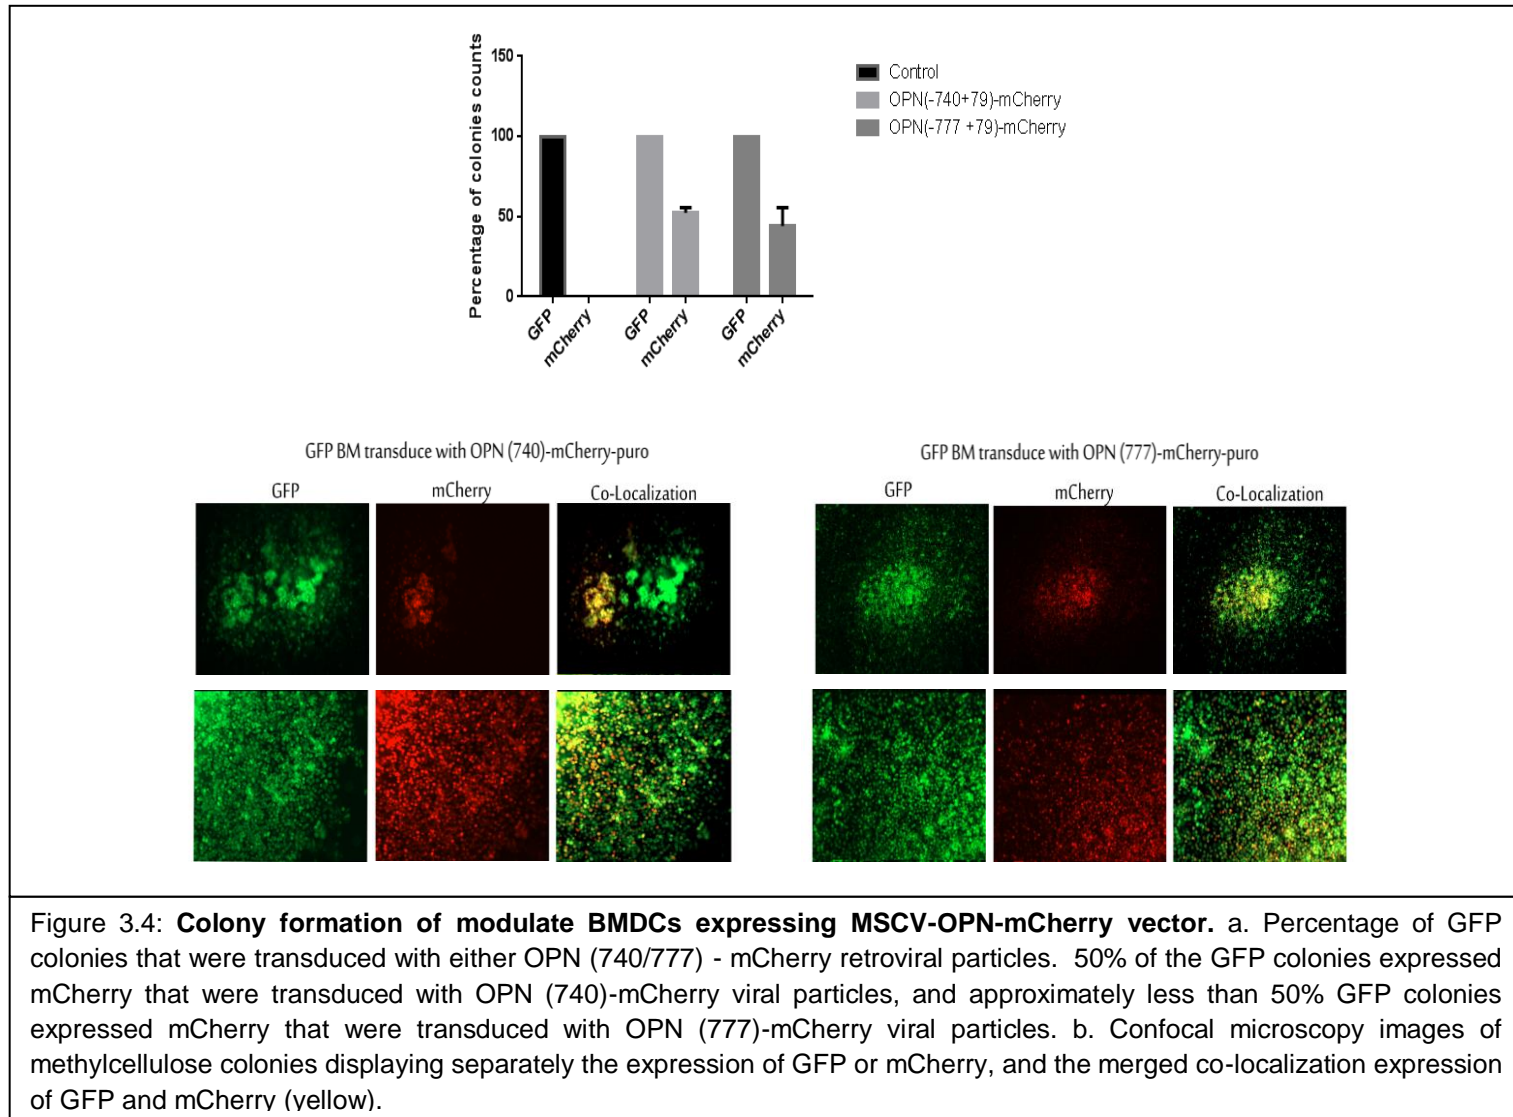 150
100
50
0
Percentage of colonies counts
GFP
mCherry
GFP
mCherry
GFP
mCherry
Control
OPN(-740+79)-mCherry
OPN(-777 +79)-mCherry
GFP BM transduce with OPN (740)-mCherry-puro
GFP
mCherry
Co-Localization
GFP BM transduce with OPN (777)-mCherry-puro
GFP
mCherry
Co-Localization
Figure 3.4: Colony formation of modulate BMDCs expressing MSCV-OPN-mCherry vector. a. Percentage of GFP
colonies that were transduced with either OPN (740/777) - mCherry retroviral particles. 50% of the GFP colonies expressed
mCherry that were transduced with OPN (740)-mCherry viral particles, and approximately less than 50% GFP colonies
expressed mCherry that were transduced with OPN (777)-mCherry viral particles. b. Confocal microscopy images of
methylcellulose colonies displaying separately the expression of GFP or mCherry, and the merged co-localization expression
of GFP and mCherry (yellow).